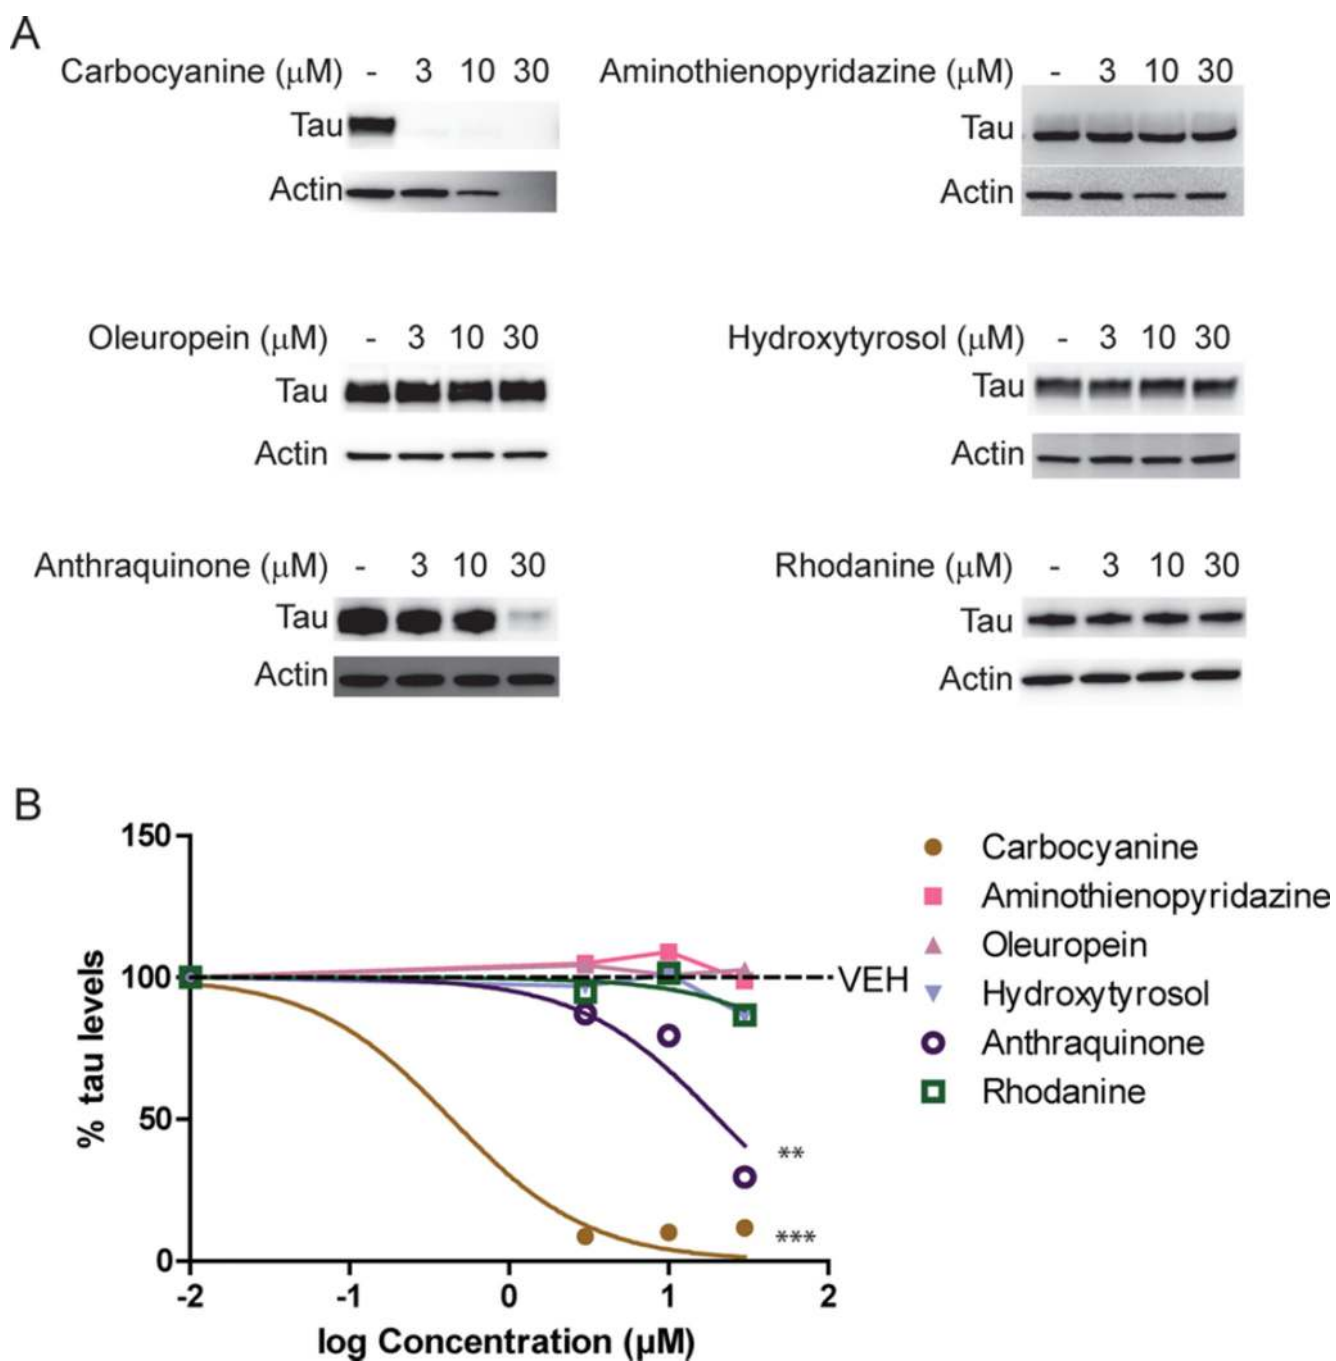 A
Carbocyanine (μM) - 3 10 30
Tau
Actin
Aminothienopyridazine (μM) - 3 10 30
Tau
Actin
Oleuropein (μM) - 3 10 30
Tau
Actin
Hydroxytyrosol (μM) - 3 10 30
Tau
Actin
Anthraquinone (μM) - 3 10 30
Tau
Actin
Rhodanine (μM) - 3 10 30
Tau
Actin
B
% tau levels
150
100
50
0
-2 -1 0 1 2
log Concentration (μM)
VEH
**
***
Carbocyanine
Aminothienopyridazine
Oleuropein
Hydroxytyrosol
Anthraquinone
Rhodanine